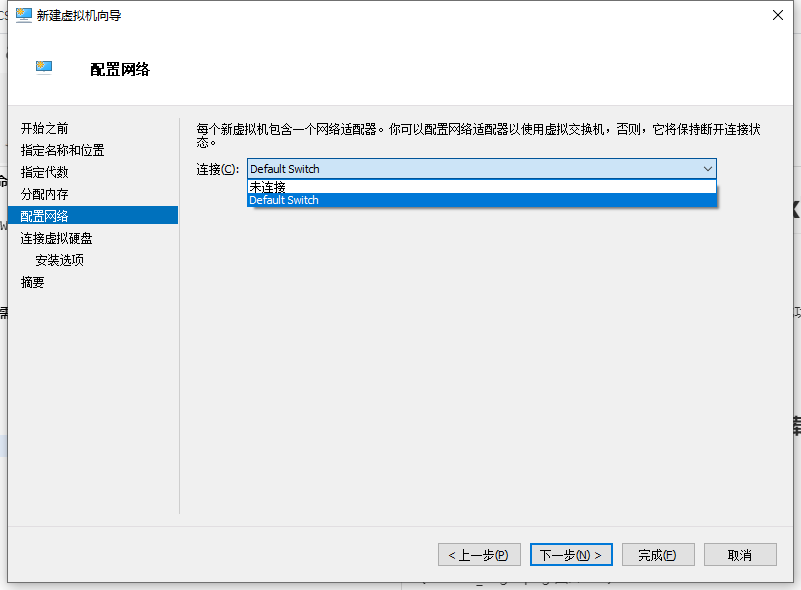 新建虚拟机向导
配置网络
开始之前
指定名称和位置
指定代数
分配内存
配置网络
连接虚拟硬盘
安装选项
摘要
每个新虚拟机包含一个网络适配器。你可以配置网络适配器以使用虚拟交换机，否则，它将保持断开连接状
态。
连接(C):
Default Switch
未连接
Default Switch
< 上一步(P)
下一步(N) >
完成(F)
取消